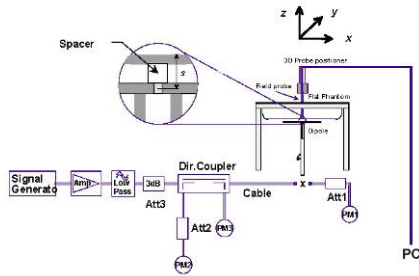 z
y
x
Spacer
s
3D Probe positioner
Field probe
Flat Phantom
Dipole
Signal
Generato
Amp
Low
Pass
3dB
Att3
Dir.Coupler
Cable
x
Att1
PM1
Att2
PM3
PM2
PC